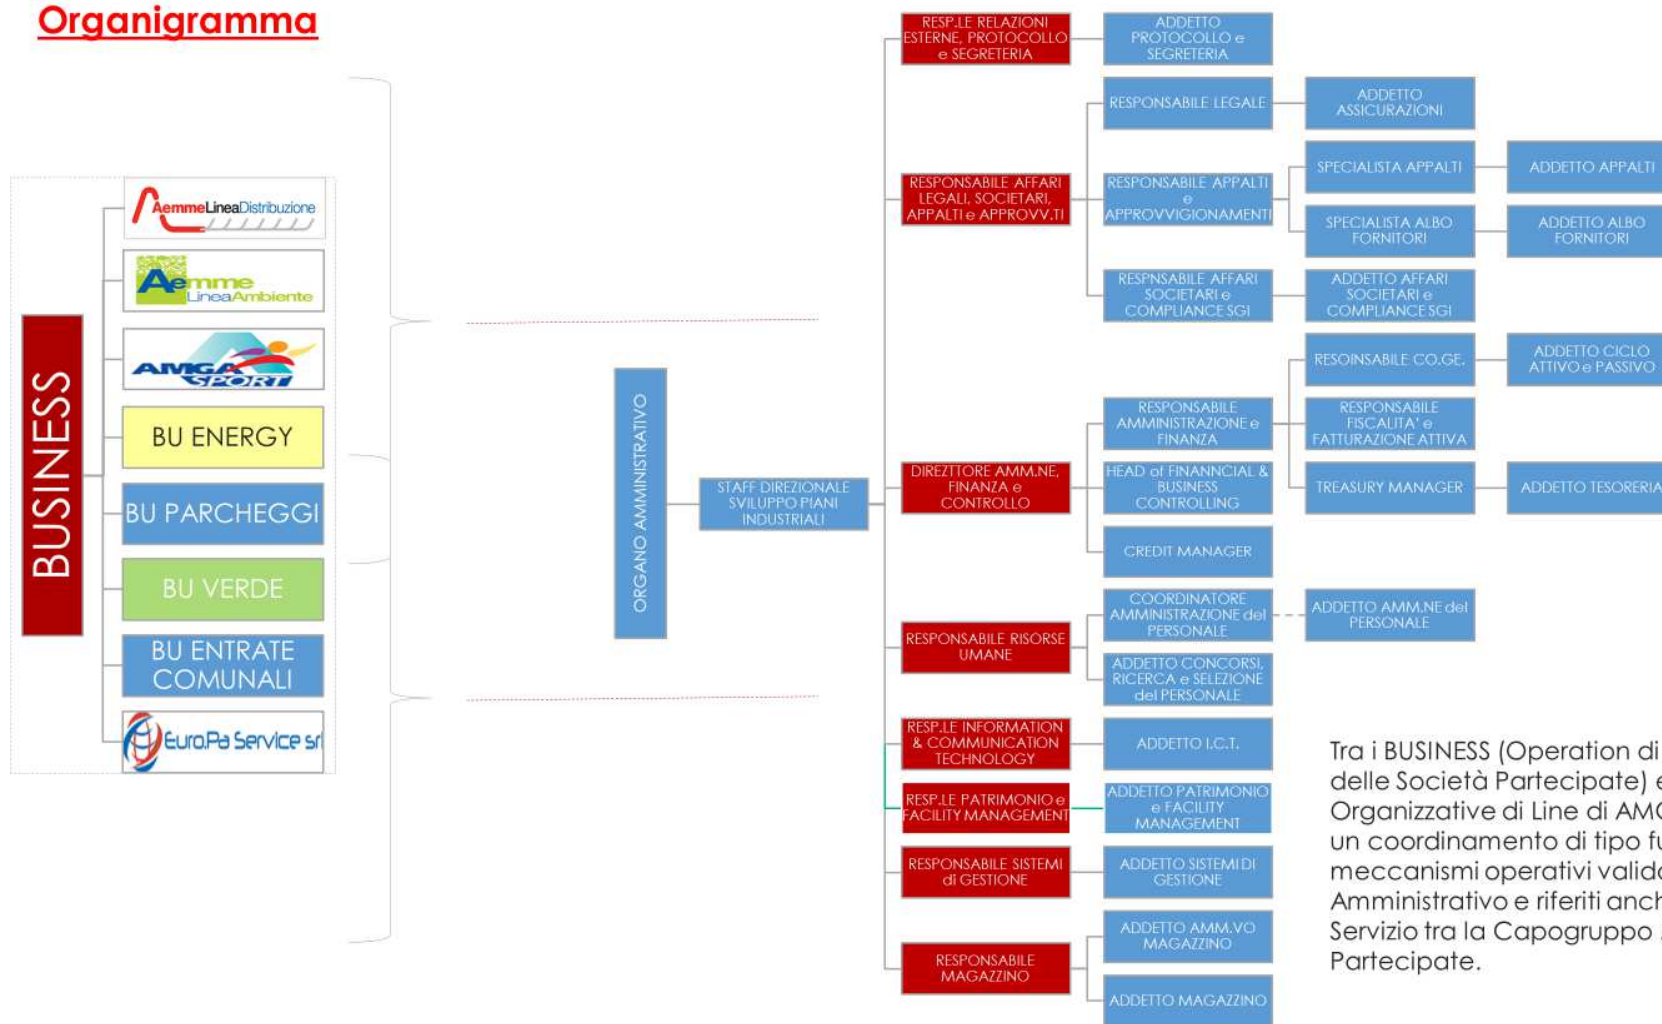 Organigramma
BUSINESS
AemmeLineaDistribuzione
Aemme
LineaAmbiente
AMGA
SPORT
BU ENERGY
BU PARCHEGGI
BU VERDE
BU ENTRATE
COMUNALI
Euro.Pa Service srl
ORGANO AMMINISTRATIVO
STAFF DIREZIONALE
SVILUPPO PIANI
INDUSTRIALI
RESP.LE RELAZIONI
ESTERNE, PROTOCOLLO
e SEGRETERIA
ADDETTO
PROTOCOLLO e
SEGRETERIA
RESPONSABILE AFFARI
LEGALI, SOCIETARI,
APPALTI e APPROVV.TI
RESPONSABILE LEGALE
ADDETTO
ASSICURAZIONI
RESPONSABILE APPALTI
e
APPROVVIGIONAMENTI
SPECIALISTA APPALTI
ADDETTO APPALTI
SPECIALISTA ALBO
FORNITORI
ADDETTO ALBO
FORNITORI
RESPNSABILE AFFARI
SOCIETARI e
COMPLIANCE SGI
ADDETTO AFFARI
SOCIETARI e
COMPLIANCE SGI
DIREZTTORE AMM.NE,
FINANZA e
CONTROLLO
RESPONSABILE
AMMINISTRAZIONE e
FINANZA
RESOINSABILE CO.GE.
ADDETTO CICLO
ATTIVO e PASSIVO
RESPONSABILE
FISCALITA' e
FATTURAZIONE ATTIVA
TREASURY MANAGER
ADDETTO TESORERIA
HEAD of FINANNCIAL &
BUSINESS
CONTROLLING
CREDIT MANAGER
RESPONSABILE RISORSE
UMANE
COORDINATORE
AMMINISTRAZIONE del
PERSONALE
ADDETTO AMM.NE del
PERSONALE
ADDETTO CONCORSI,
RICERCA e SELEZIONE
del PERSONALE
RESP.LE INFORMATION
& COMMUNICATION
TECHNOLOGY
ADDETTO I.C.T.
RESP.LE PATRIMONIO e
FACILITY MANAGEMENT
ADDETTO PATRIMONIO
e FACILITY
MANAGEMENT
RESPONSABILE SISTEMI
di GESTIONE
ADDETTO SISTEMI DI
GESTIONE
RESPONSABILE
MAGAZZINO
ADDETTO AMM.VO
MAGAZZINO
ADDETTO MAGAZZINO
Tra i BUSINESS (Operation di
delle Società Partecipate) e
Organizzative di Line di
un coordinamento di tipo
meccanismi operativi
Amministrativo e riferiti
Servizio tra la Capogruppo
Partecipate.